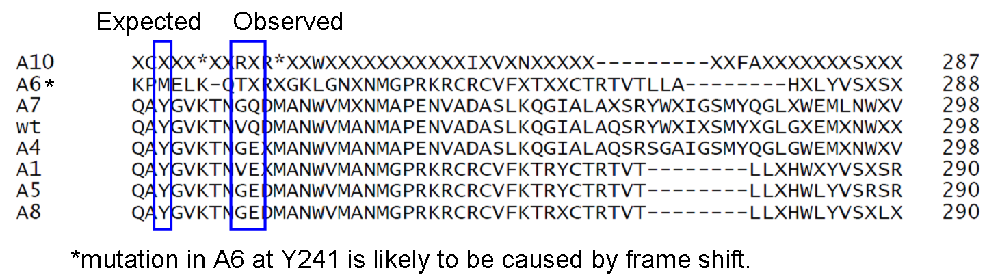 Expected Observed
A10 XCXXX*XXRXR*XXWXXXXXXXXXXXIXVXNXXXXX---------XXFAXXXXXXXSXXX 287
A6* KPMELK-QTXRXGKLGNXNMGPRKRCRCVFXTXXCTRTVTLLA--------HXLYVSXSX 288
A7 QAYGVKTNGQDMANWVMXNMAPENVADASLKQGIALAXSRYWXIGSMYQGLXWEMLNWXV 298
wt QAYGVKTNVQDMANWVMANMAPENVADASLKQGIALAQSRYWXIXSMYXGLGXEMXNWXX 298
A4 QAYGVKTNGEXMANWVMANMAPENVADASLKQGIALAQSRSGAIGSMYQGLGWEMXNWXV 298
A1 QAYGVKTNVEXMANWVMANMGPRKRCRCVFKTRYCTRTVT--------LLXHWXYVSXSR 290
A5 QAYGVKTNGEDMANWVMANMGPRKRCRCVFKTRYCTRTVT--------LLXHWLYVSRSR 290
A8 QAYGVKTNGEDMANWVMANMGPRKRCRCVFKTRXCTRTVT--------LLXHWLYVSXLX 290
*mutation in A6 at Y241 is likely to be caused by frame shift.